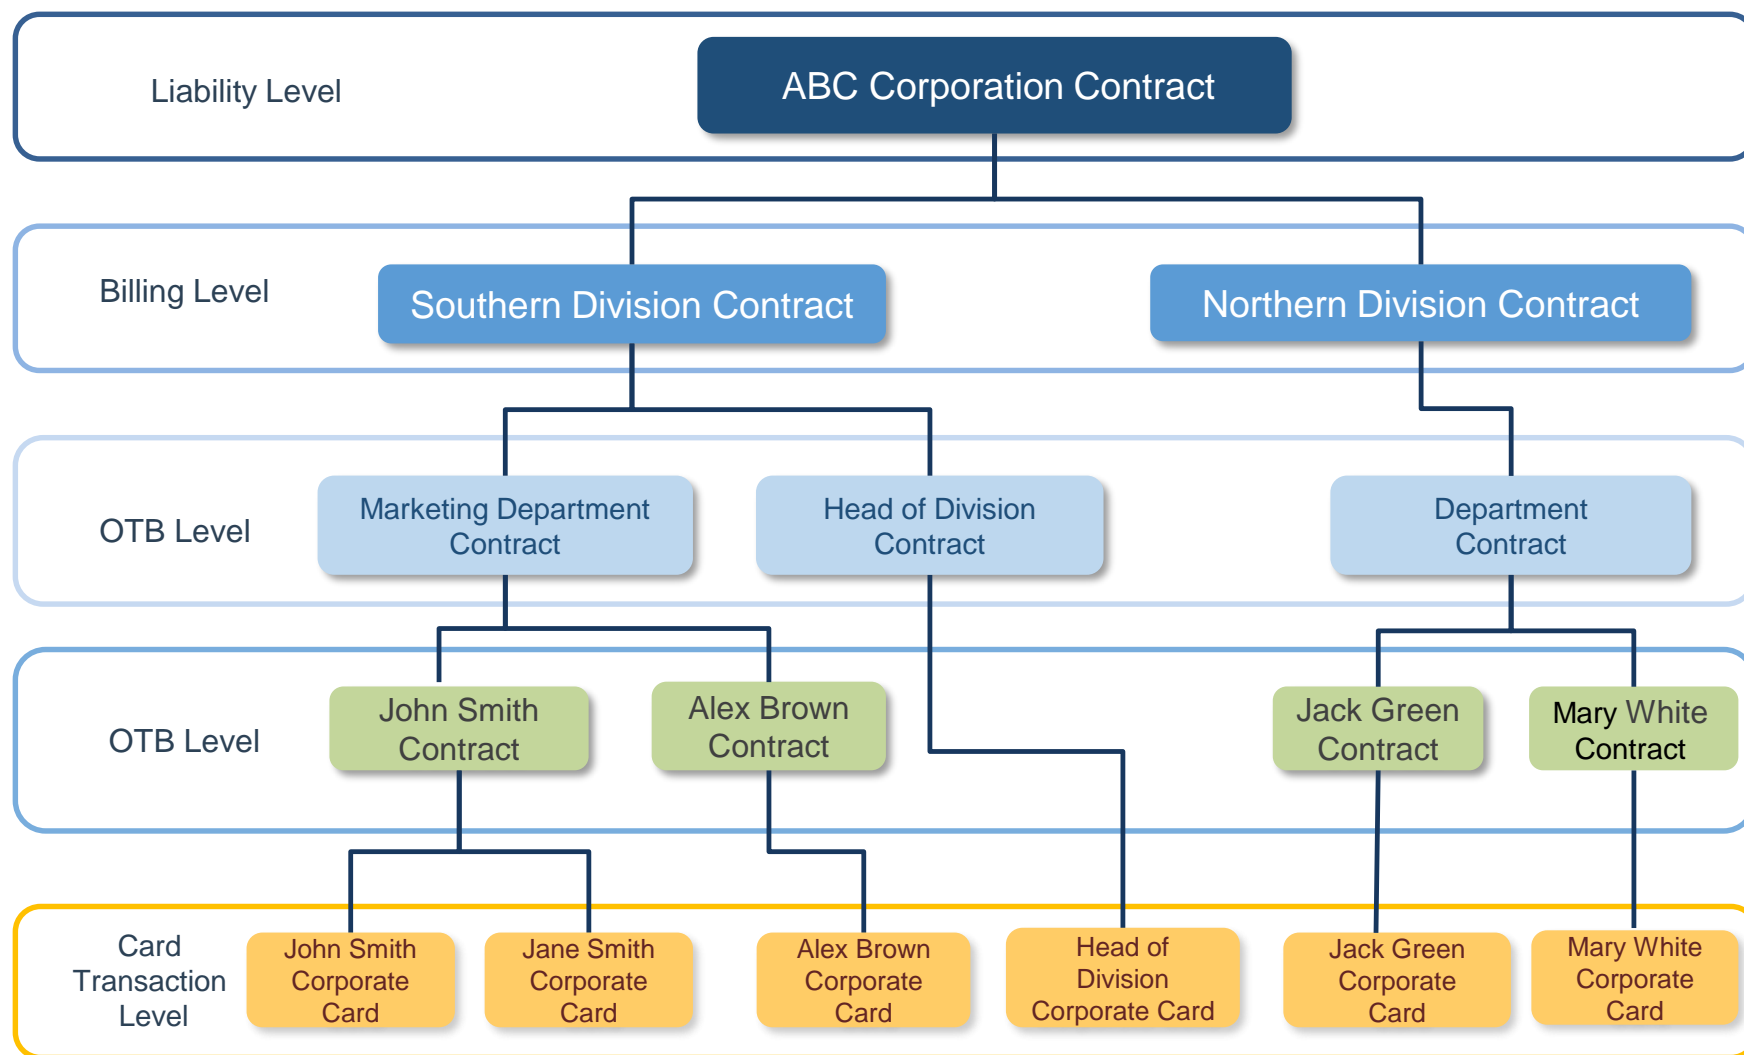 Liability Level
ABC Corporation Contract
Billing Level
Southern Division Contract
Northern Division Contract
OTB Level
Marketing Department
Contract
Head of Division
Contract
Department
Contract
OTB Level
John Smith
Contract
Alex Brown
Contract
Jack Green
Contract
Mary White
Contract
Card
Transaction
Level
John Smith
Corporate
Card
Jane Smith
Corporate
Card
Alex Brown
Corporate
Card
Head of
Division
Corporate Card
Jack Green
Corporate
Card
Mary White
Corporate
Card